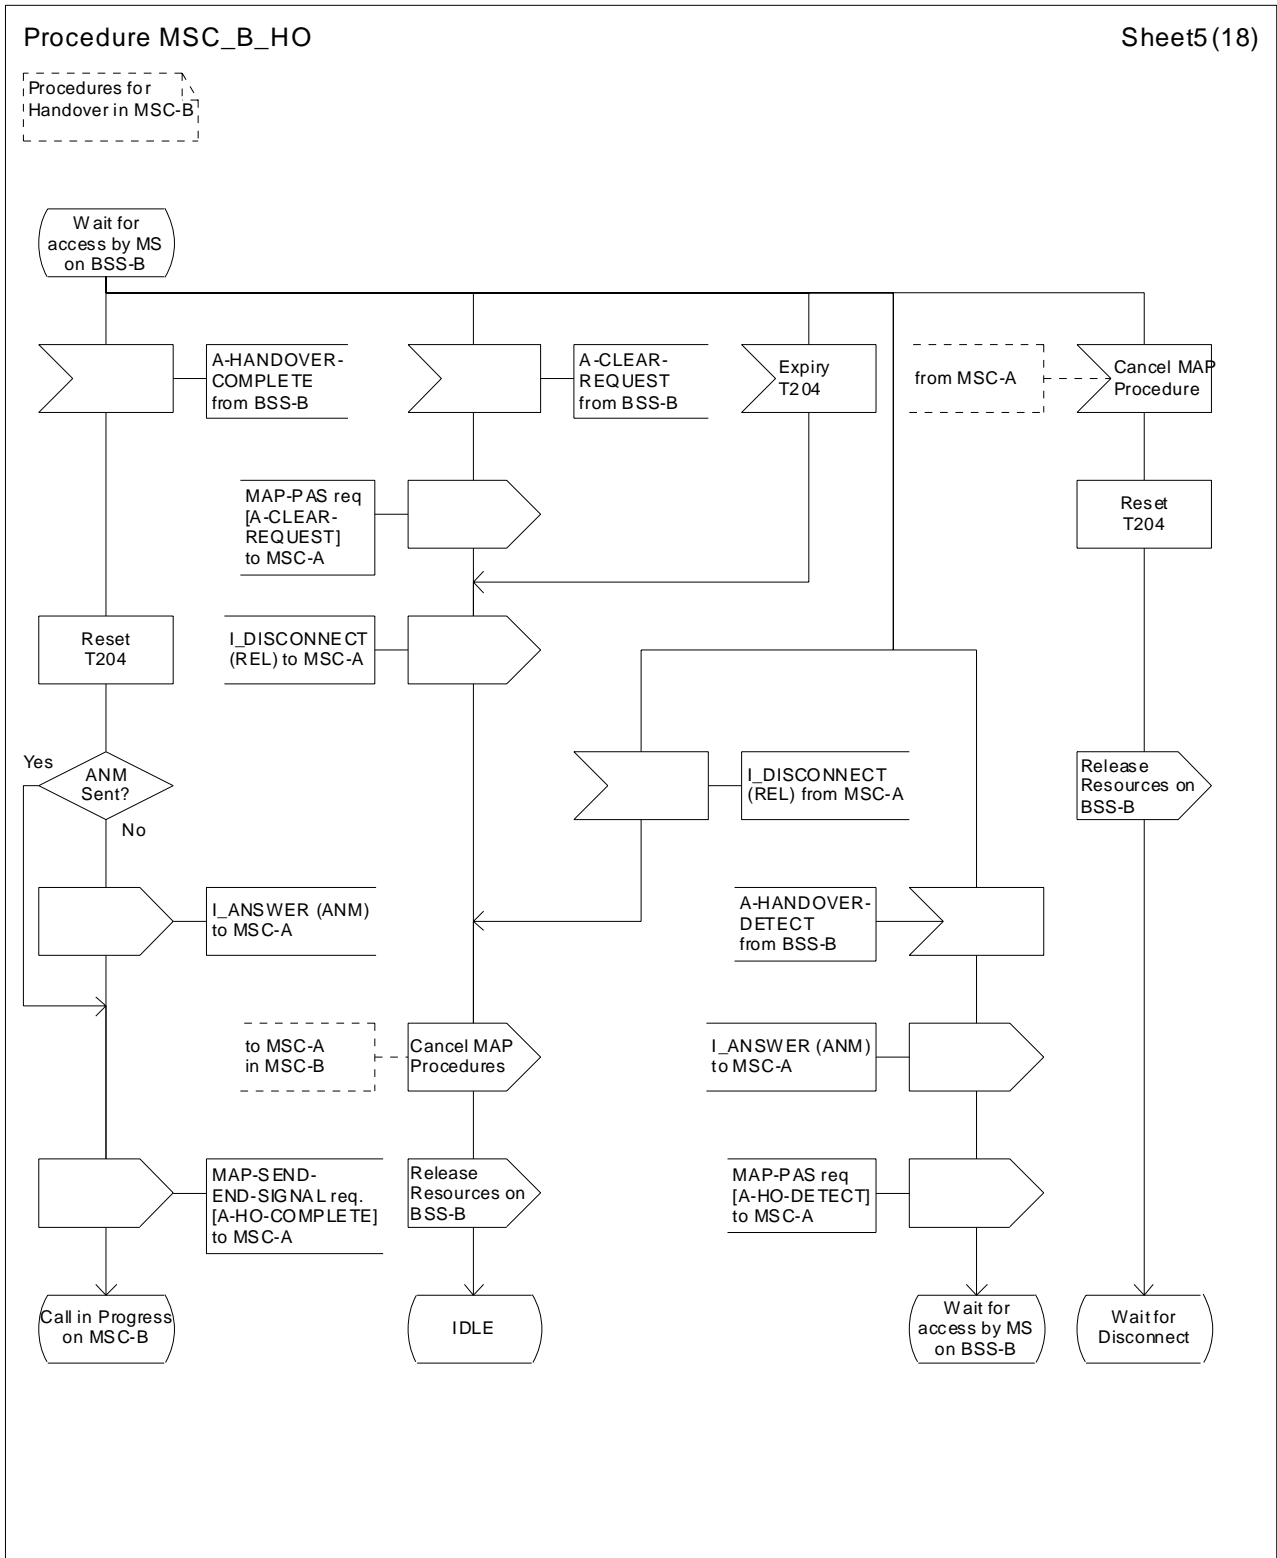 Procedure MSC_B_HO
Sheet5(18)
Procedures for
Handover in MSC-B
Wait for
access by MS
on BSS-B
A-HANDOVER-
COMPLETE
from BSS-B
A-CLEAR-
REQUEST
from BSS-B
Expiry
T204
from MSC-A
Cancel MAP
Procedure
MAP-PAS req
[A-CLEAR-
REQUEST]
to MSC-A
Reset
T204
Reset
T204
I_DISCONNECT
(REL) to MSC-A
Yes
ANM
Sent?
No
I_DISCONNECT
(REL) from MSC-A
Release
Resources on
BSS-B
I_ANSWER (ANM)
to MSC-A
A-HANDOVER-
DETECT
from BSS-B
to MSC-A
in MSC-B
Cancel MAP
Procedures
I_ANSWER (ANM)
to MSC-A
MAP-SEND-
END-SIGNAL req.
[A-HO-COMPLETE]
to MSC-A
Release
Resources on
BSS-B
MAP-PAS req
[A-HO-DETECT]
to MSC-A
Call in Progress
on MSC-B
IDLE
Wait for
access by MS
on BSS-B
Wait for
Disconnect